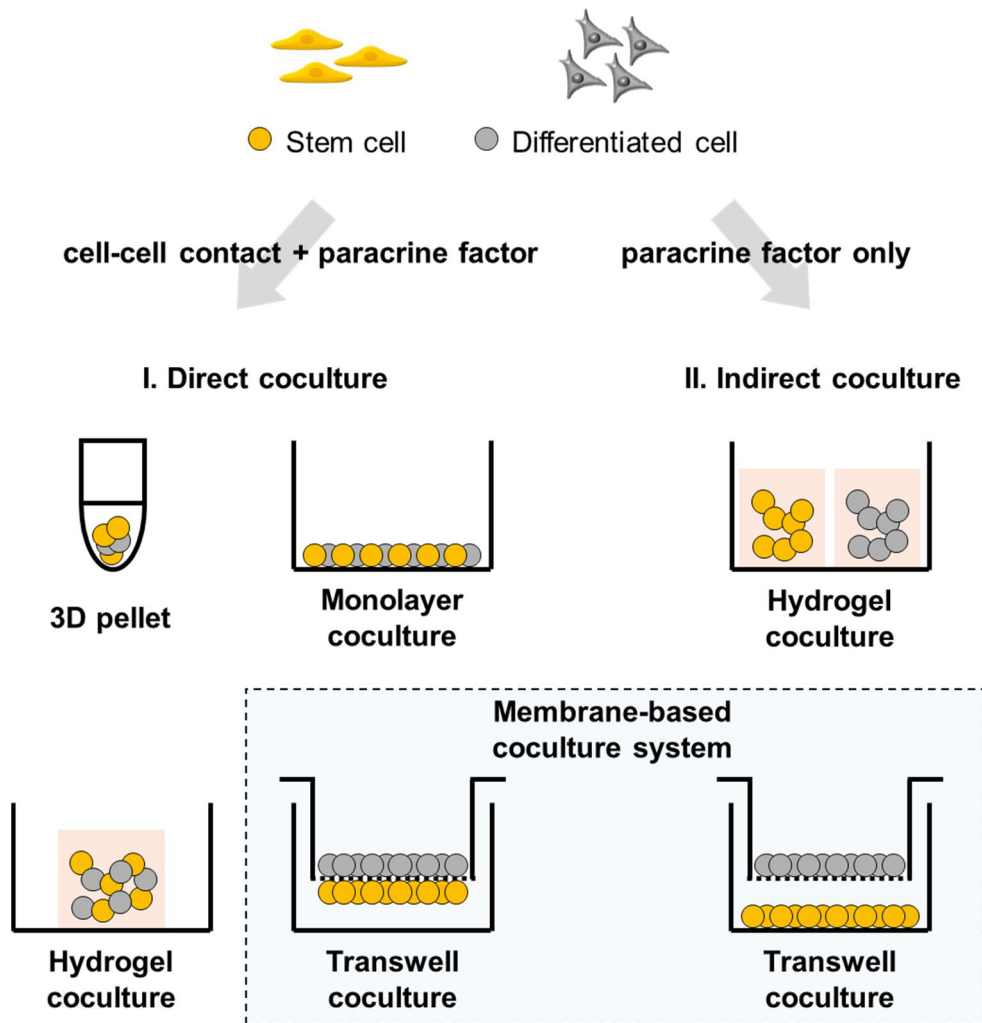 Stem cell
Differentiated cell
cell-cell contact + paracrine factor
paracrine factor only
I. Direct coculture
II. Indirect coculture
3D pellet
Monolayer
coculture
Hydrogel
coculture
Membrane-based
coculture system
Hydrogel
coculture
Transwell
coculture
Transwell
coculture